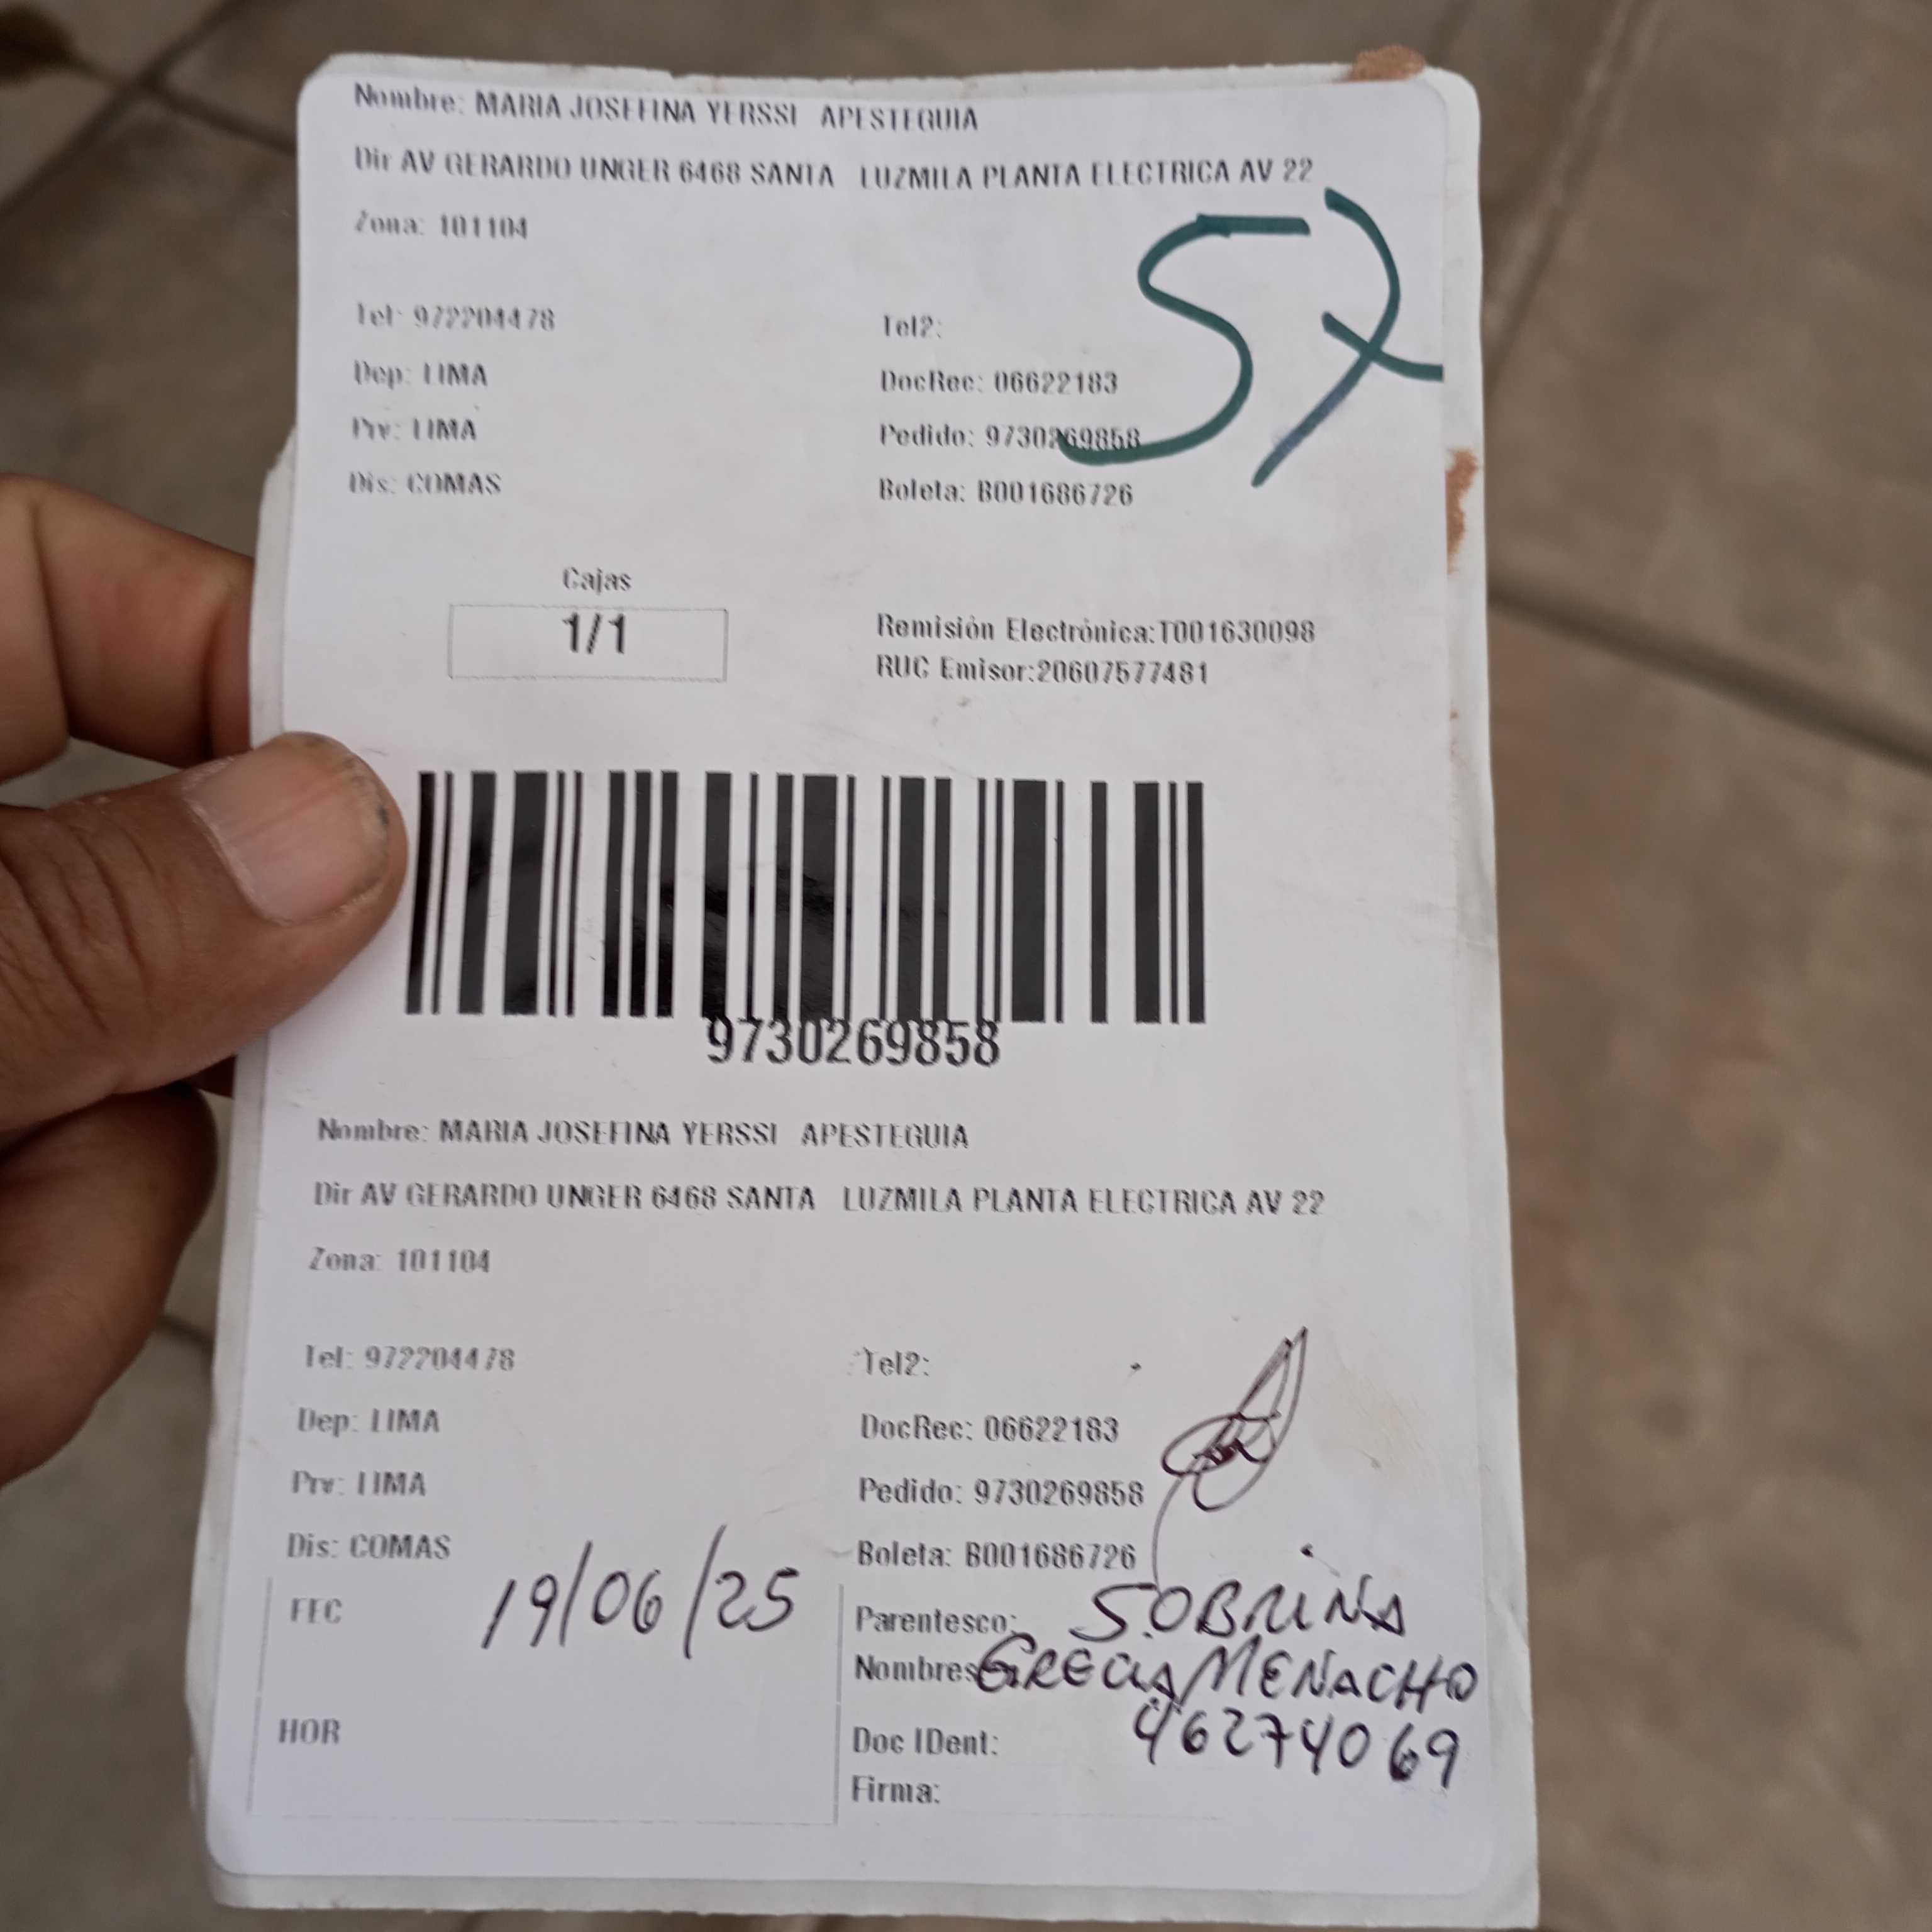 Nombre: MARIA JOSEFINA YERSSI APESTEGUIA
Dir AV GERARDO UNGER 6468 SANTA LUZMILA PLANTA ELECTRICA AV 22
Zona: 101104
57
Tel: 972204478
Tel2:
Dep: LIMA
DocRec: 06622183
Prv: LIMA
Pedido: 9730269858
Dis: COMAS
Boleta: B001686726
Cajas
1/1
Remisión Electrónica:T001630098
RUC Emisor:20607577481
9730269858
Nombre: MARIA JOSEFINA YERSSI APESTEGUIA
Dir AV GERARDO UNGER 6468 SANTA LUZMILA PLANTA ELECTRICA AV 22
Zona: 101104
Tel: 972204478
Tel2:
Dep: LIMA
DocRec: 06622183
Prv: LIMA
Pedido: 9730269858
Dis: COMAS
Boleta: B001686726
FEC 19/06/25
Parentesco: SOBRINA
Nombres: GRECIA MENACHO
HOR
Doc IDent: 46274069
Firma: